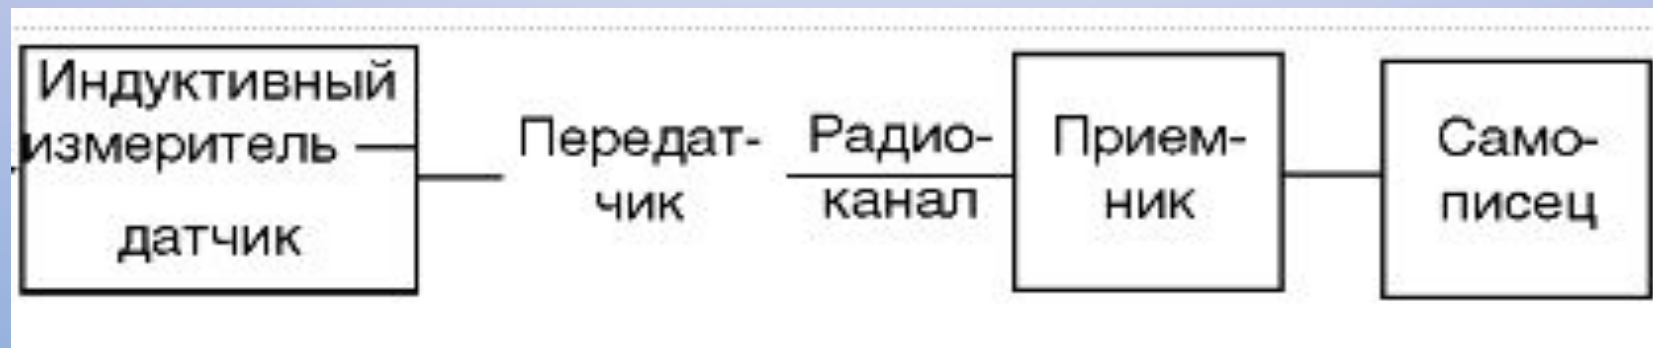 Индуктивный
измеритель —
датчик
Передат-
чик
Радио-
канал
Прием-
ник
Само-
писец